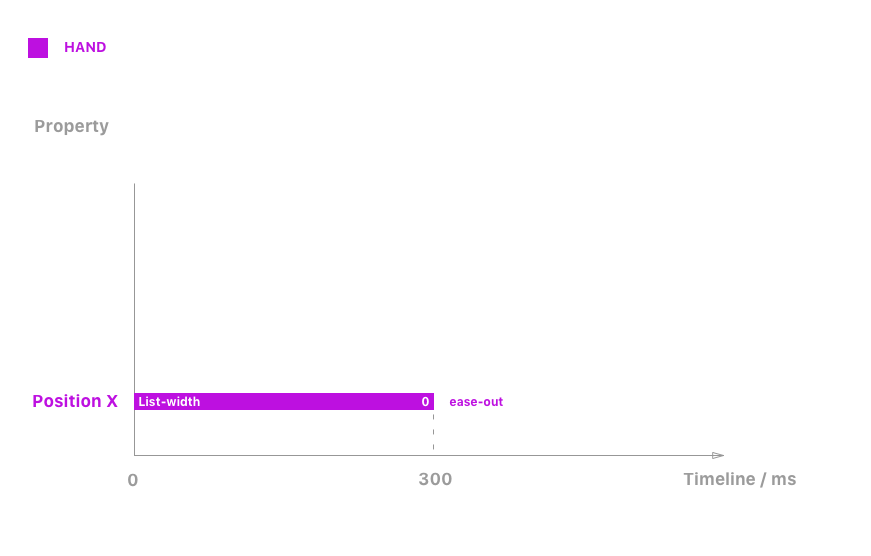 HAND
Property
Position X
List-width
0
ease-out
0
300
Timeline / ms